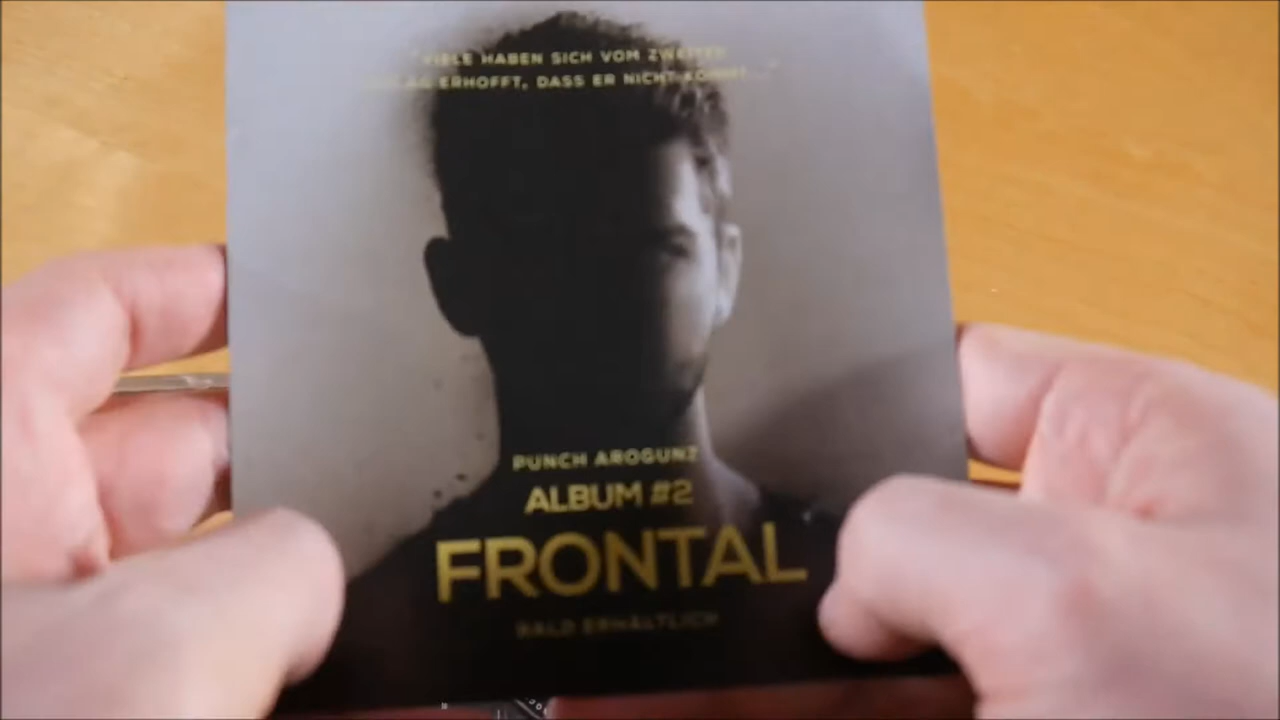 "VIELE HABEN SICH VOM ZWEITEN
ERHOFFT, DASS ER NICHT KOMMT..."
PUNCH AROGUNZ
ALBUM #2
FRONTAL
BALD ERHÄLTLICH